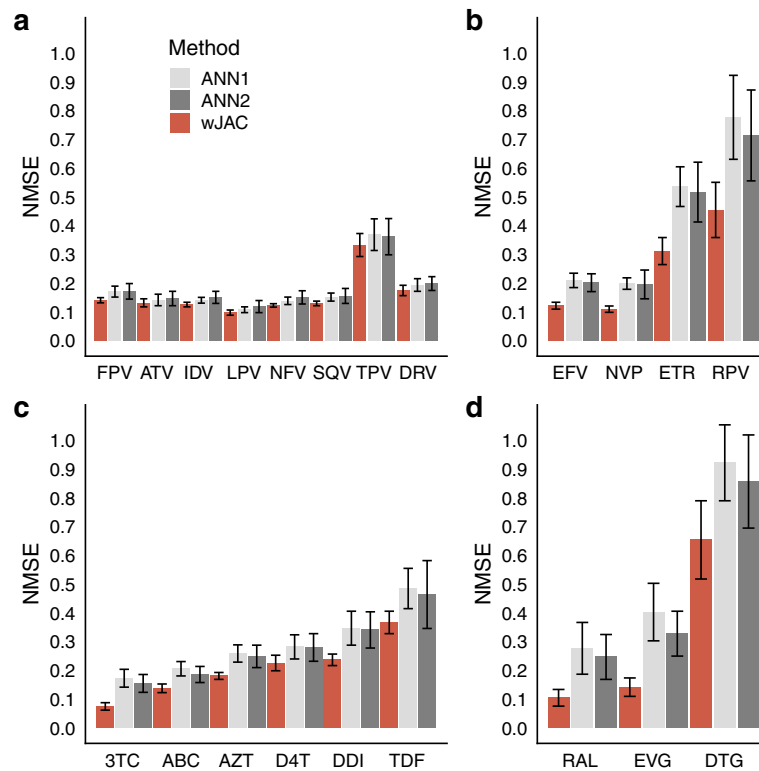 a
Method
ANN1
ANN2
wJAC
NMSE
1.0
0.9
0.8
0.7
0.6
0.5
0.4
0.3
0.2
0.1
0.0
FPV ATV IDV LPV NFV SQV TPV DRV
b
NMSE
1.0
0.9
0.8
0.7
0.6
0.5
0.4
0.3
0.2
0.1
0.0
EFV NVP ETR RPV
c
NMSE
1.0
0.9
0.8
0.7
0.6
0.5
0.4
0.3
0.2
0.1
0.0
3TC ABC AZT D4T DDI TDF
d
NMSE
1.0
0.9
0.8
0.7
0.6
0.5
0.4
0.3
0.2
0.1
0.0
RAL EVG DTG